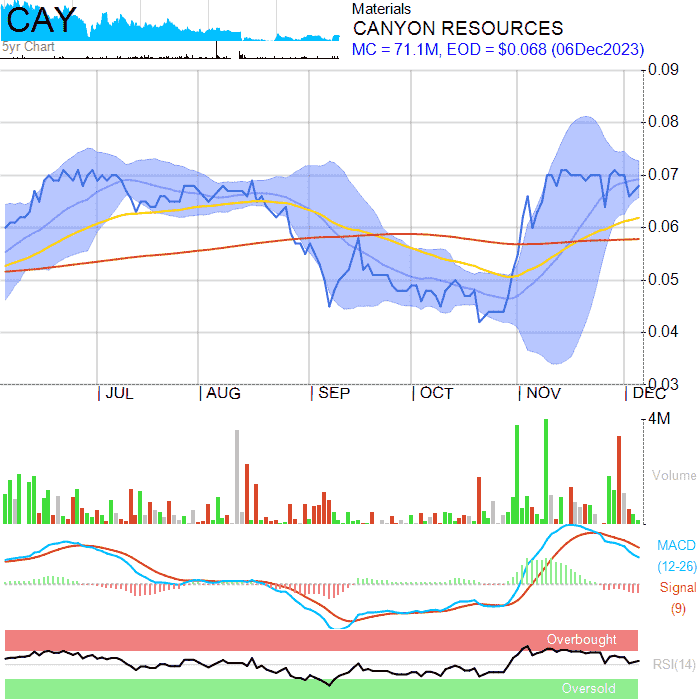 CAY
5yr Chart
Materials
CANYON RESOURCES
MC = 71.1M, EOD = $0.068 (06Dec2023)
0.09
0.08
0.07
0.06
0.05
0.04
0.03
JUL
AUG
SEP
OCT
NOV
DEC
4M
Volume
MACD
(12-26)
Signal
(9)
Overbought
RSI(14)
Oversold